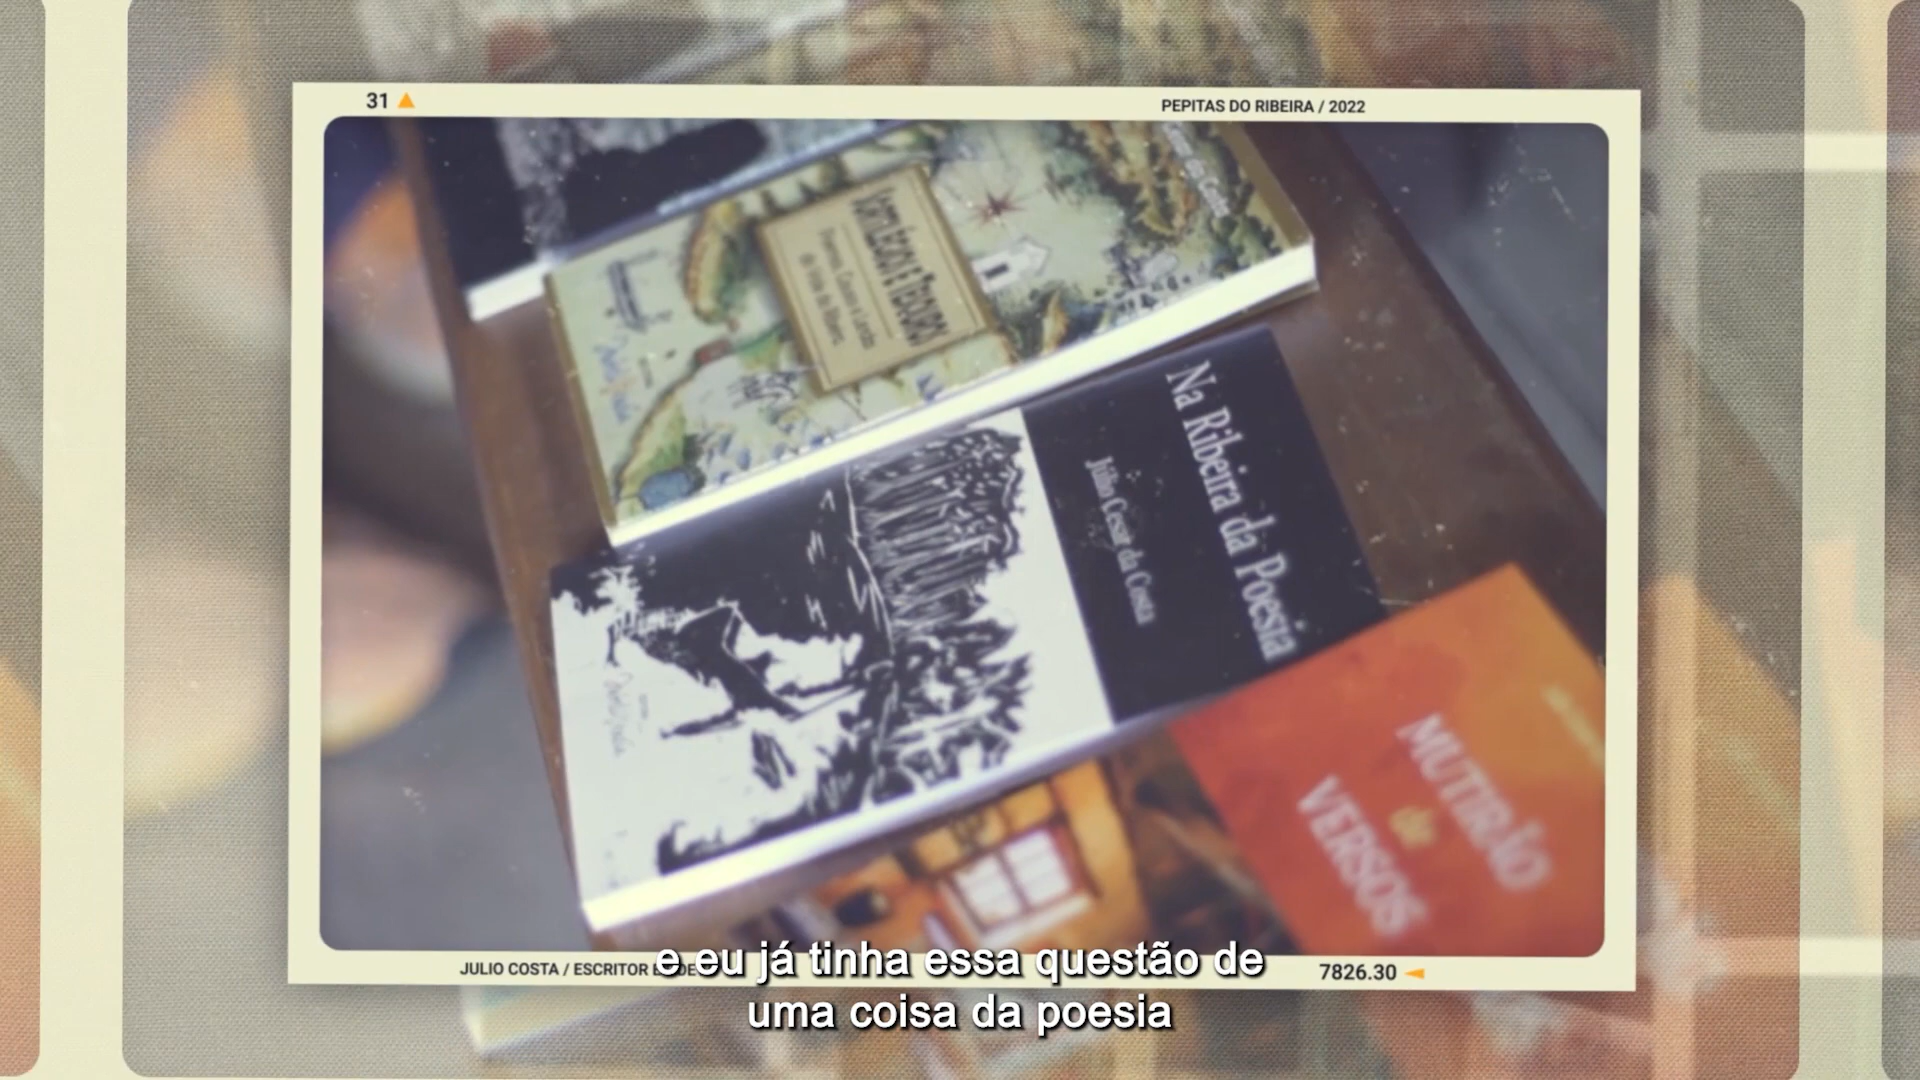 31
PEPITAS DO RIBEIRA / 2022
Na Ribeira da Poesia
Júlio Cesar da Costa
MUTIRÃO
de
VERSOS
JULIO COSTA / ESCRITOR E
7826.30
e eu já tinha essa questão de
uma coisa da poesia